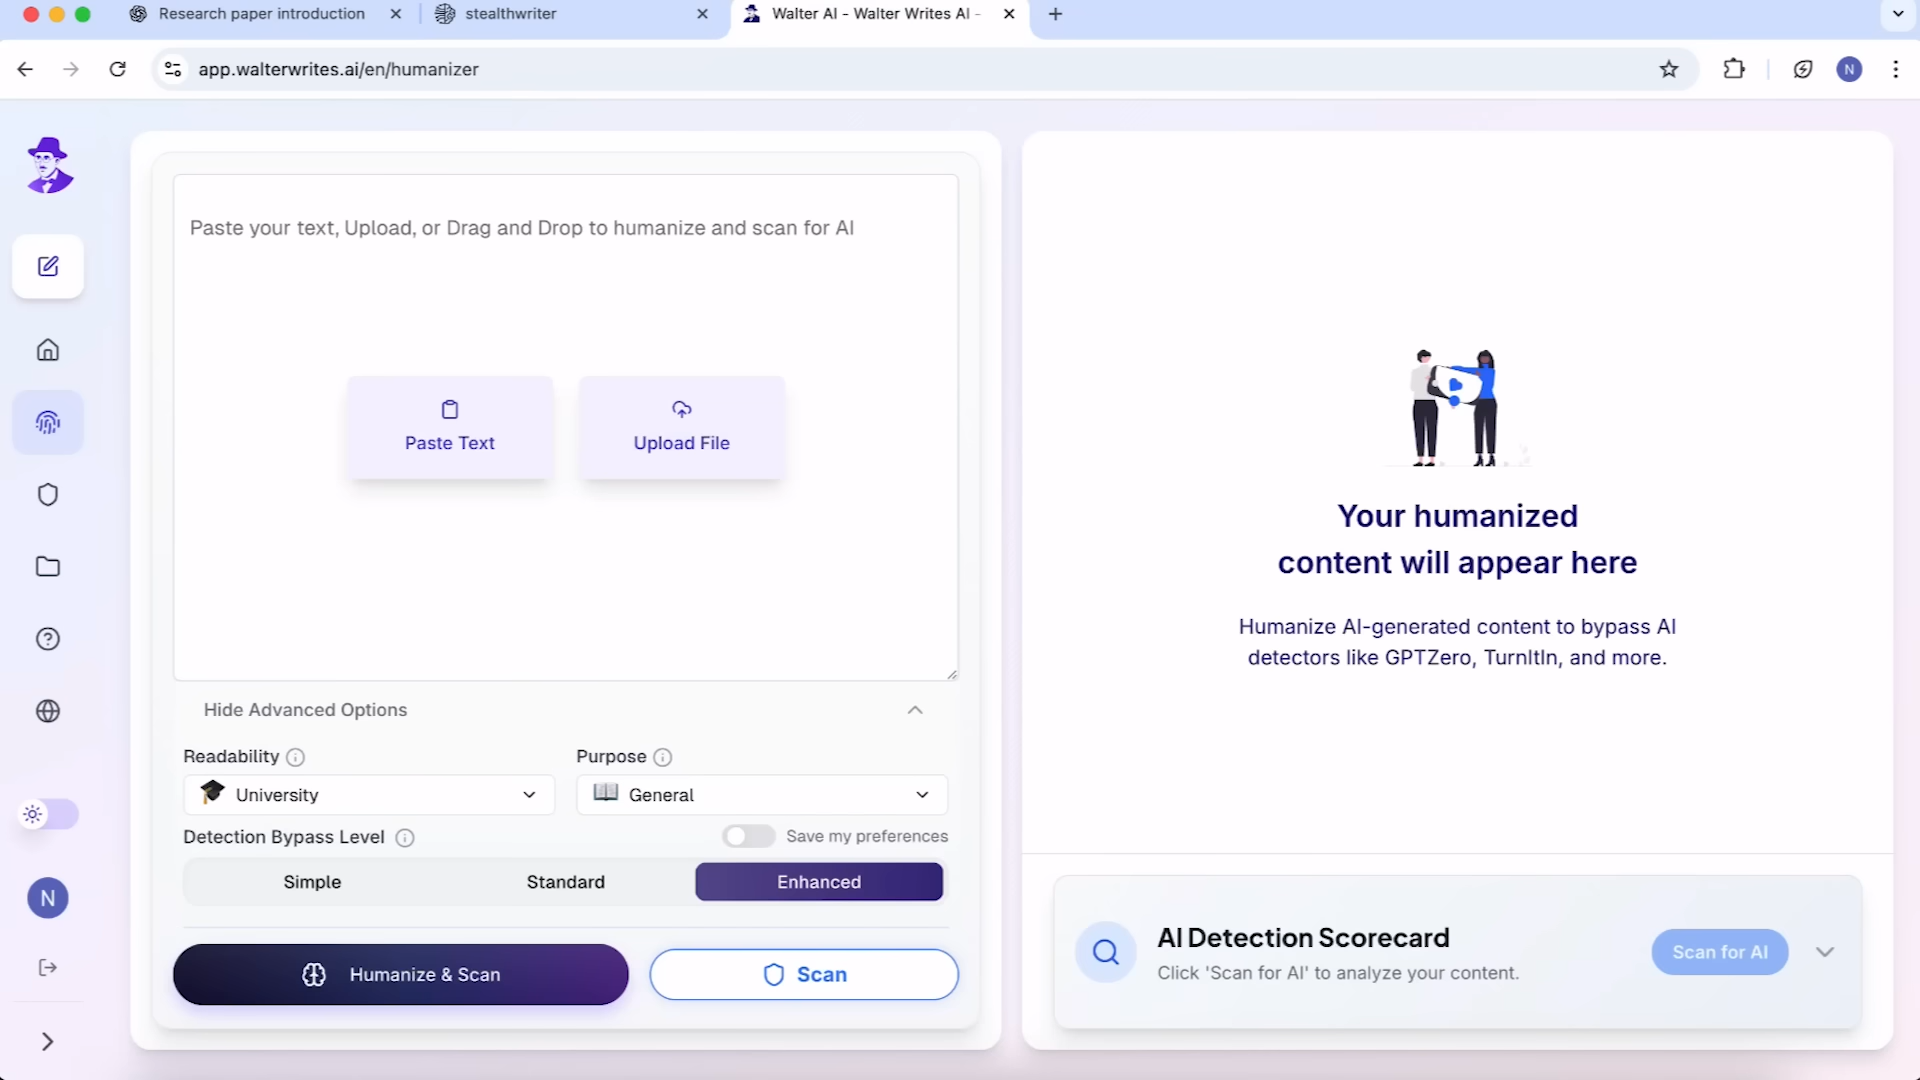 Research paper introduction
stealthwriter
Walter AI - Walter Writes AI -
app.walterwrites.ai/en/humanizer
N
Paste your text, Upload, or Drag and Drop to humanize and scan for AI
Paste Text
Upload File
Hide Advanced Options
Readability
Purpose
University
General
Detection Bypass Level
Save my preferences
Simple
Standard
Enhanced
Humanize & Scan
Scan
N
Your humanized
content will appear here
Humanize AI-generated content to bypass AI
detectors like GPTZero, TurnItIn, and more.
AI Detection Scorecard
Click 'Scan for AI' to analyze your content.
Scan for AI